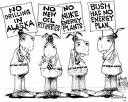 NO
DRILLING IN
ALASKA
NO
NEW
OIL
REFINERIES
NO
NUKE
ENERGY
PLANTS
BUSH
HAS NO
ENERGY
PLAN.